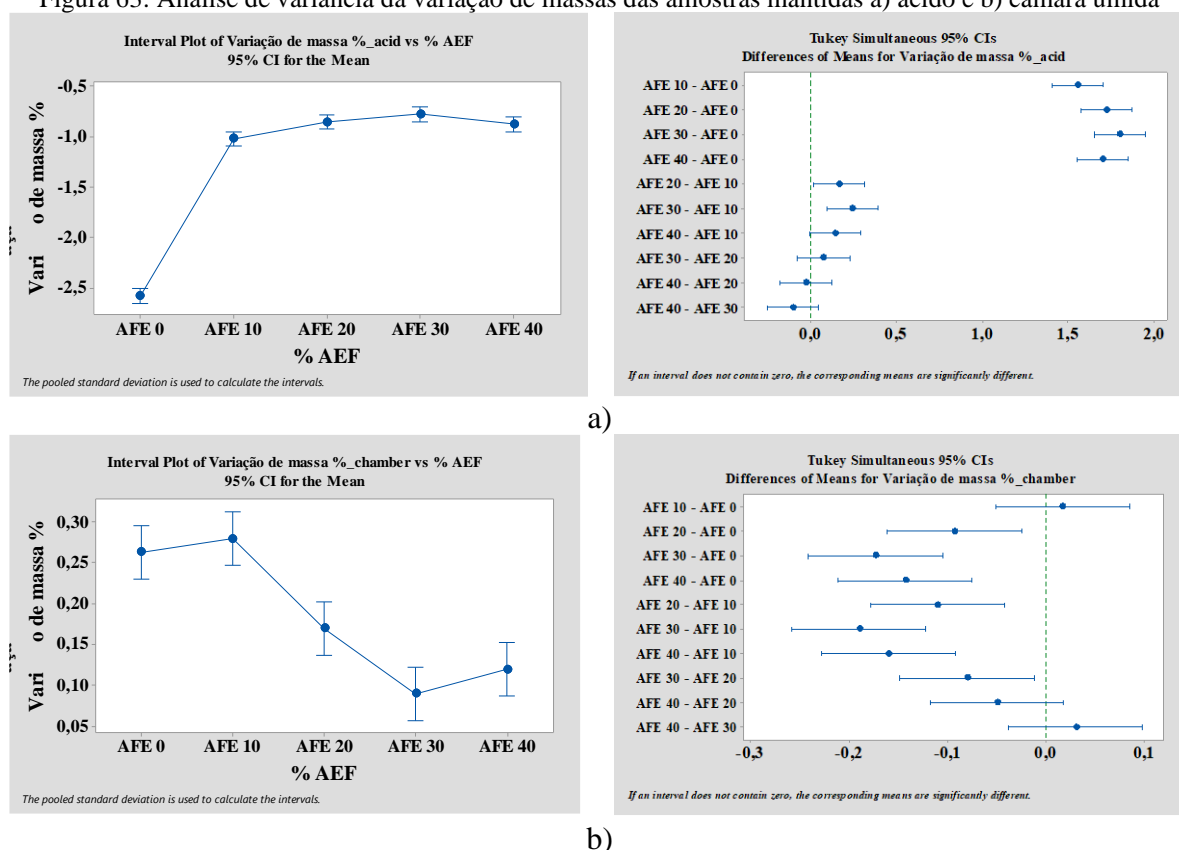 Figura 63: Análise de variância da variação de massas das amostras mantidas a) ácido e b) câmara úmida
Interval Plot of Variação de massa %_acid vs % AEF
95% CI for the Mean
-0,5
-1,0
-1,5
-2,0
-2,5
Vari o de massa %
AFE 0 AFE 10 AFE 20 AFE 30 AFE 40
% AEF
The pooled standard deviation is used to calculate the intervals.
Tukey Simultaneous 95% CIs
Differences of Means for Variação de massa %_acid
AFE 10 - AFE 0
AFE 20 - AFE 0
AFE 30 - AFE 0
AFE 40 - AFE 0
AFE 20 - AFE 10
AFE 30 - AFE 10
AFE 40 - AFE 10
AFE 30 - AFE 20
AFE 40 - AFE 20
AFE 40 - AFE 30
0,0 0,5 1,0 1,5 2,0
If an interval does not contain zero, the corresponding means are significantly different.
a)
Interval Plot of Variação de massa %_chamber vs % AEF
95% CI for the Mean
0,30
0,25
0,20
0,15
0,10
0,05
Vari o de massa %
AFE 0 AFE 10 AFE 20 AFE 30 AFE 40
% AEF
The pooled standard deviation is used to calculate the intervals.
Tukey Simultaneous 95% CIs
Differences of Means for Variação de massa %_chamber
AFE 10 - AFE 0
AFE 20 - AFE 0
AFE 30 - AFE 0
AFE 40 - AFE 0
AFE 20 - AFE 10
AFE 30 - AFE 10
AFE 40 - AFE 10
AFE 30 - AFE 20
AFE 40 - AFE 20
AFE 40 - AFE 30
-0,3 -0,2 -0,1 0,0 0,1
If an interval does not contain zero, the corresponding means are significantly different.
b)